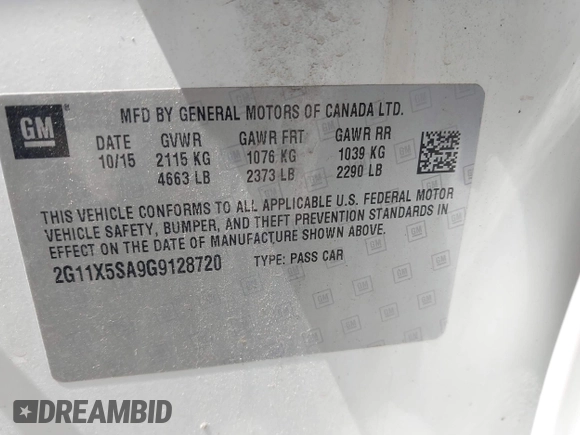 GM
MFD BY GENERAL MOTORS OF CANADA LTD.
DATE GVWR GAWR FRT GAWR RR
10/15 2115 KG 1076 KG 1039 KG
4663 LB 2373 LB 2290 LB
THIS VEHICLE CONFORMS TO ALL APPLICABLE U.S. FEDERAL MOTOR
VEHICLE SAFETY, BUMPER, AND THEFT PREVENTION STANDARDS IN
EFFECT ON THE DATE OF MANUFACTURE SHOWN ABOVE.
2G11X5SA9G9128720 TYPE: PASS CAR
DREAMBID